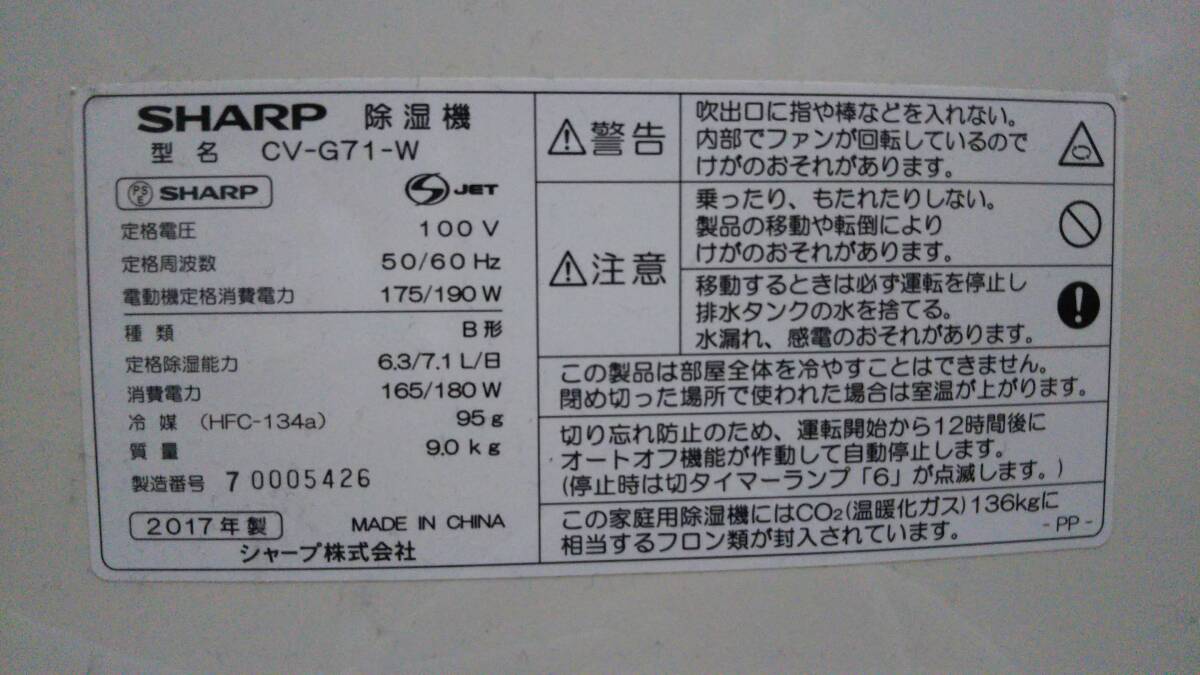 SHARP 除湿機
型名 CV-G71-W
PSE SHARP JET
定格電圧 100V
定格周波数 50/60Hz
電動機定格消費電力 175/190W
種類 B形
定格除湿能力 6.3/7.1L/日
消費電力 165/180W
冷媒 (HFC-134a) 95g
質量 9.0kg
製造番号 70005426
2017年製 MADE IN CHINA
シャープ株式会社
警告
吹出口に指や棒などを入れない。
内部でファンが回転しているので
けがのおそれがあります。
注意
乗ったり、もたれたりしない。
製品の移動や転倒により
けがのおそれがあります。
移動するときは必ず運転を停止し
排水タンクの水を捨てる。
水漏れ、感電のおそれがあります。
この製品は部屋全体を冷やすことはできません。
閉め切った場所で使われた場合は室温が上がります。
切り忘れ防止のため、運転開始から12時間後に
オートオフ機能が作動して自動停止します。
(停止時は切タイマーランプ「6」が点滅します。)
この家庭用除湿機にはCO₂(温暖化ガス)136kgに
相当するフロン類が封入されています。 -PP-